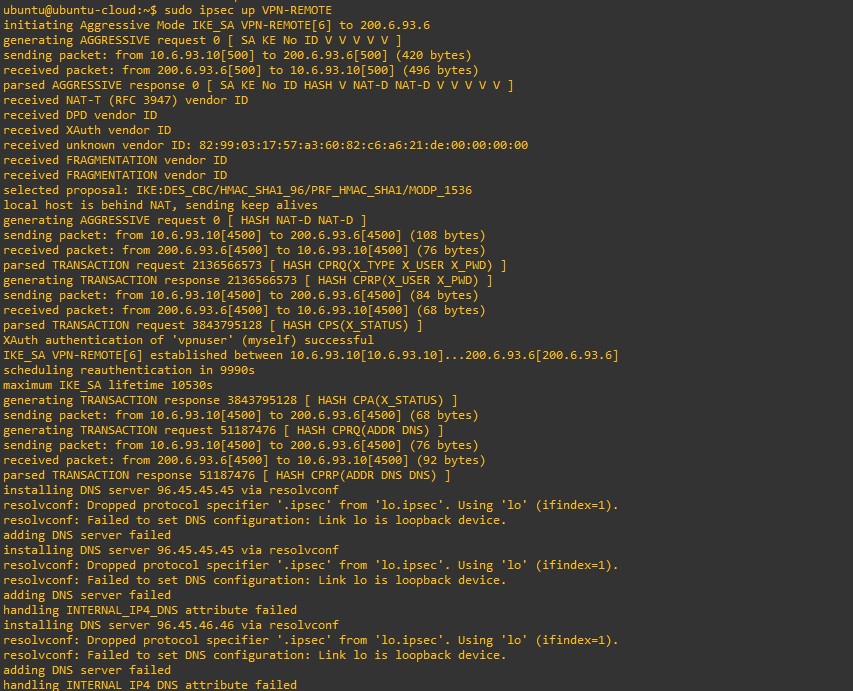 ubuntu@ubuntu-cloud:~$ sudo ipsec up VPN-REMOTE
initiating Aggressive Mode IKE_SA VPN-REMOTE[6] to 200.6.93.6
generating AGGRESSIVE request 0 [ SA KE No ID V V V V V ]
sending packet: from 10.6.93.10[500] to 200.6.93.6[500] (420 bytes)
received packet: from 200.6.93.6[500] to 10.6.93.10[500] (496 bytes)
parsed AGGRESSIVE response 0 [ SA KE No ID HASH V NAT-D NAT-D V V V V V ]
received NAT-T (RFC 3947) vendor ID
received DPD vendor ID
received XAuth vendor ID
received unknown vendor ID: 82:99:03:17:57:a3:60:82:c6:a6:21:de:00:00:00:00
received FRAGMENTATION vendor ID
received FRAGMENTATION vendor ID
selected proposal: IKE:DES_CBC/HMAC_SHA1_96/PRF_HMAC_SHA1/MODP_1536
local host is behind NAT, sending keep alives
generating AGGRESSIVE request 0 [ HASH NAT-D NAT-D ]
sending packet: from 10.6.93.10[4500] to 200.6.93.6[4500] (108 bytes)
received packet: from 200.6.93.6[4500] to 10.6.93.10[4500] (76 bytes)
parsed TRANSACTION request 2136566573 [ HASH CPRQ(X_TYPE X_USER X_PWD) ]
generating TRANSACTION response 2136566573 [ HASH CPRP(X_USER X_PWD) ]
sending packet: from 10.6.93.10[4500] to 200.6.93.6[4500] (84 bytes)
received packet: from 200.6.93.6[4500] to 10.6.93.10[4500] (68 bytes)
parsed TRANSACTION request 3843795128 [ HASH CPS(X_STATUS) ]
XAuth authentication of 'vpnuser' (myself) successful
IKE_SA VPN-REMOTE[6] established between 10.6.93.10[10.6.93.10]...200.6.93.6[200.6.93.6]
scheduling reauthentication in 9990s
maximum IKE_SA lifetime 10530s
generating TRANSACTION response 3843795128 [ HASH CPA(X_STATUS) ]
sending packet: from 10.6.93.10[4500] to 200.6.93.6[4500] (68 bytes)
generating TRANSACTION request 51187476 [ HASH CPRQ(ADDR DNS) ]
sending packet: from 10.6.93.10[4500] to 200.6.93.6[4500] (76 bytes)
received packet: from 200.6.93.6[4500] to 10.6.93.10[4500] (92 bytes)
parsed TRANSACTION response 51187476 [ HASH CPRP(ADDR DNS DNS) ]
installing DNS server 96.45.45.45 via resolvconf
resolvconf: Dropped protocol specifier '.ipsec' from 'lo.ipsec'. Using 'lo' (ifindex=1).
resolvconf: Failed to set DNS configuration: Link lo is loopback device.
adding DNS server failed
installing DNS server 96.45.45.45 via resolvconf
resolvconf: Dropped protocol specifier '.ipsec' from 'lo.ipsec'. Using 'lo' (ifindex=1).
resolvconf: Failed to set DNS configuration: Link lo is loopback device.
adding DNS server failed
handling INTERNAL_IP4_DNS attribute failed
installing DNS server 96.45.46.46 via resolvconf
resolvconf: Dropped protocol specifier '.ipsec' from 'lo.ipsec'. Using 'lo' (ifindex=1).
resolvconf: Failed to set DNS configuration: Link lo is loopback device.
adding DNS server failed
handling INTERNAL_IP4_DNS attribute failed